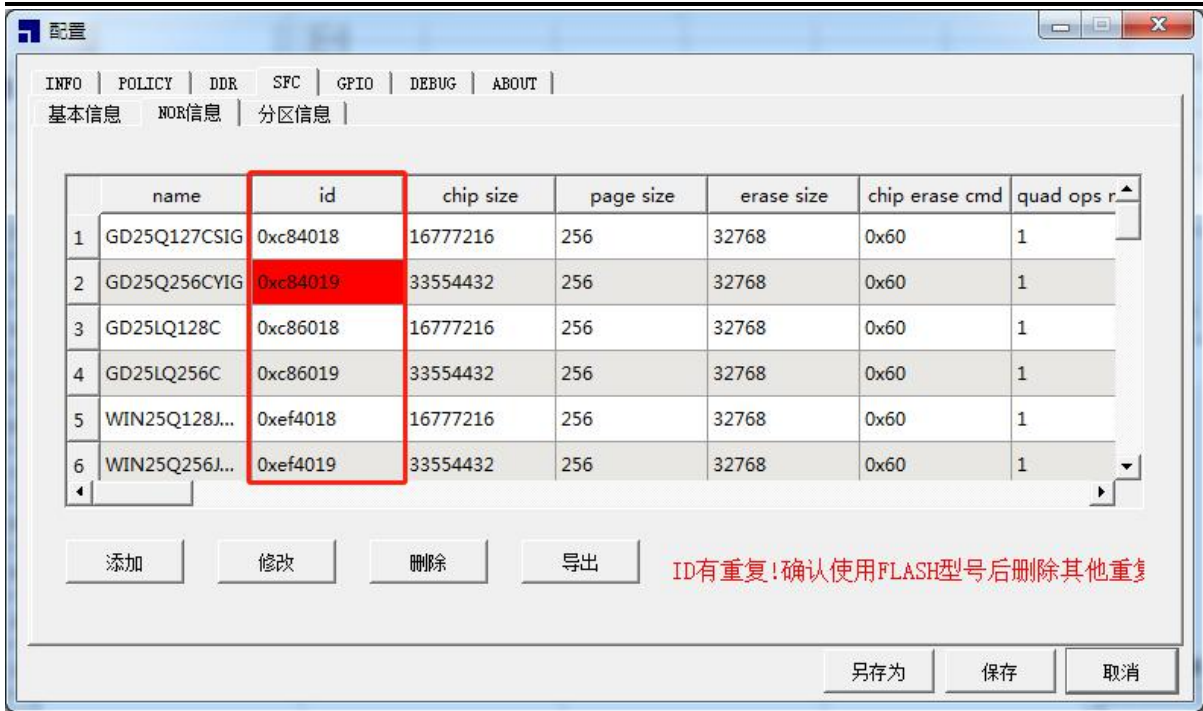 配置
INFO POLICY DDR SFC GPIO DEBUG ABOUT
基本信息 NOR信息 分区信息
name id chip size page size erase size chip erase cmd quad ops r
1 GD25Q127CSIG 0xc84018 16777216 256 32768 0x60 1
2 GD25Q256CYIG 0xc84019 33554432 256 32768 0x60 1
3 GD25LQ128C 0xc86018 16777216 256 32768 0x60 1
4 GD25LQ256C 0xc86019 33554432 256 32768 0x60 1
5 WIN25Q128J... 0xef4018 16777216 256 32768 0x60 1
6 WIN25Q256J... 0xef4019 33554432 256 32768 0x60 1
添加 修改 删除 导出 ID有重复!确认使用FLASH型号后删除其他重复
另存为 保存 取消